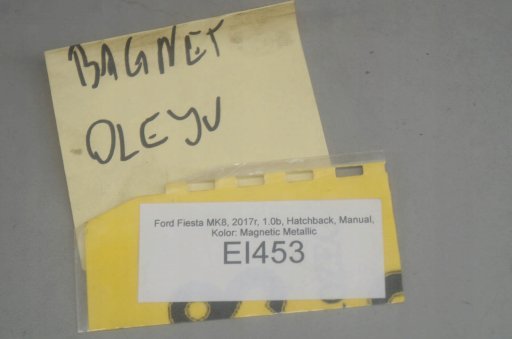 BAGNET
OLEJU
Ford Fiesta MK8, 2017r, 1.0b, Hatchback, Manual,
Kolor: Magnetic Metallic
EI453